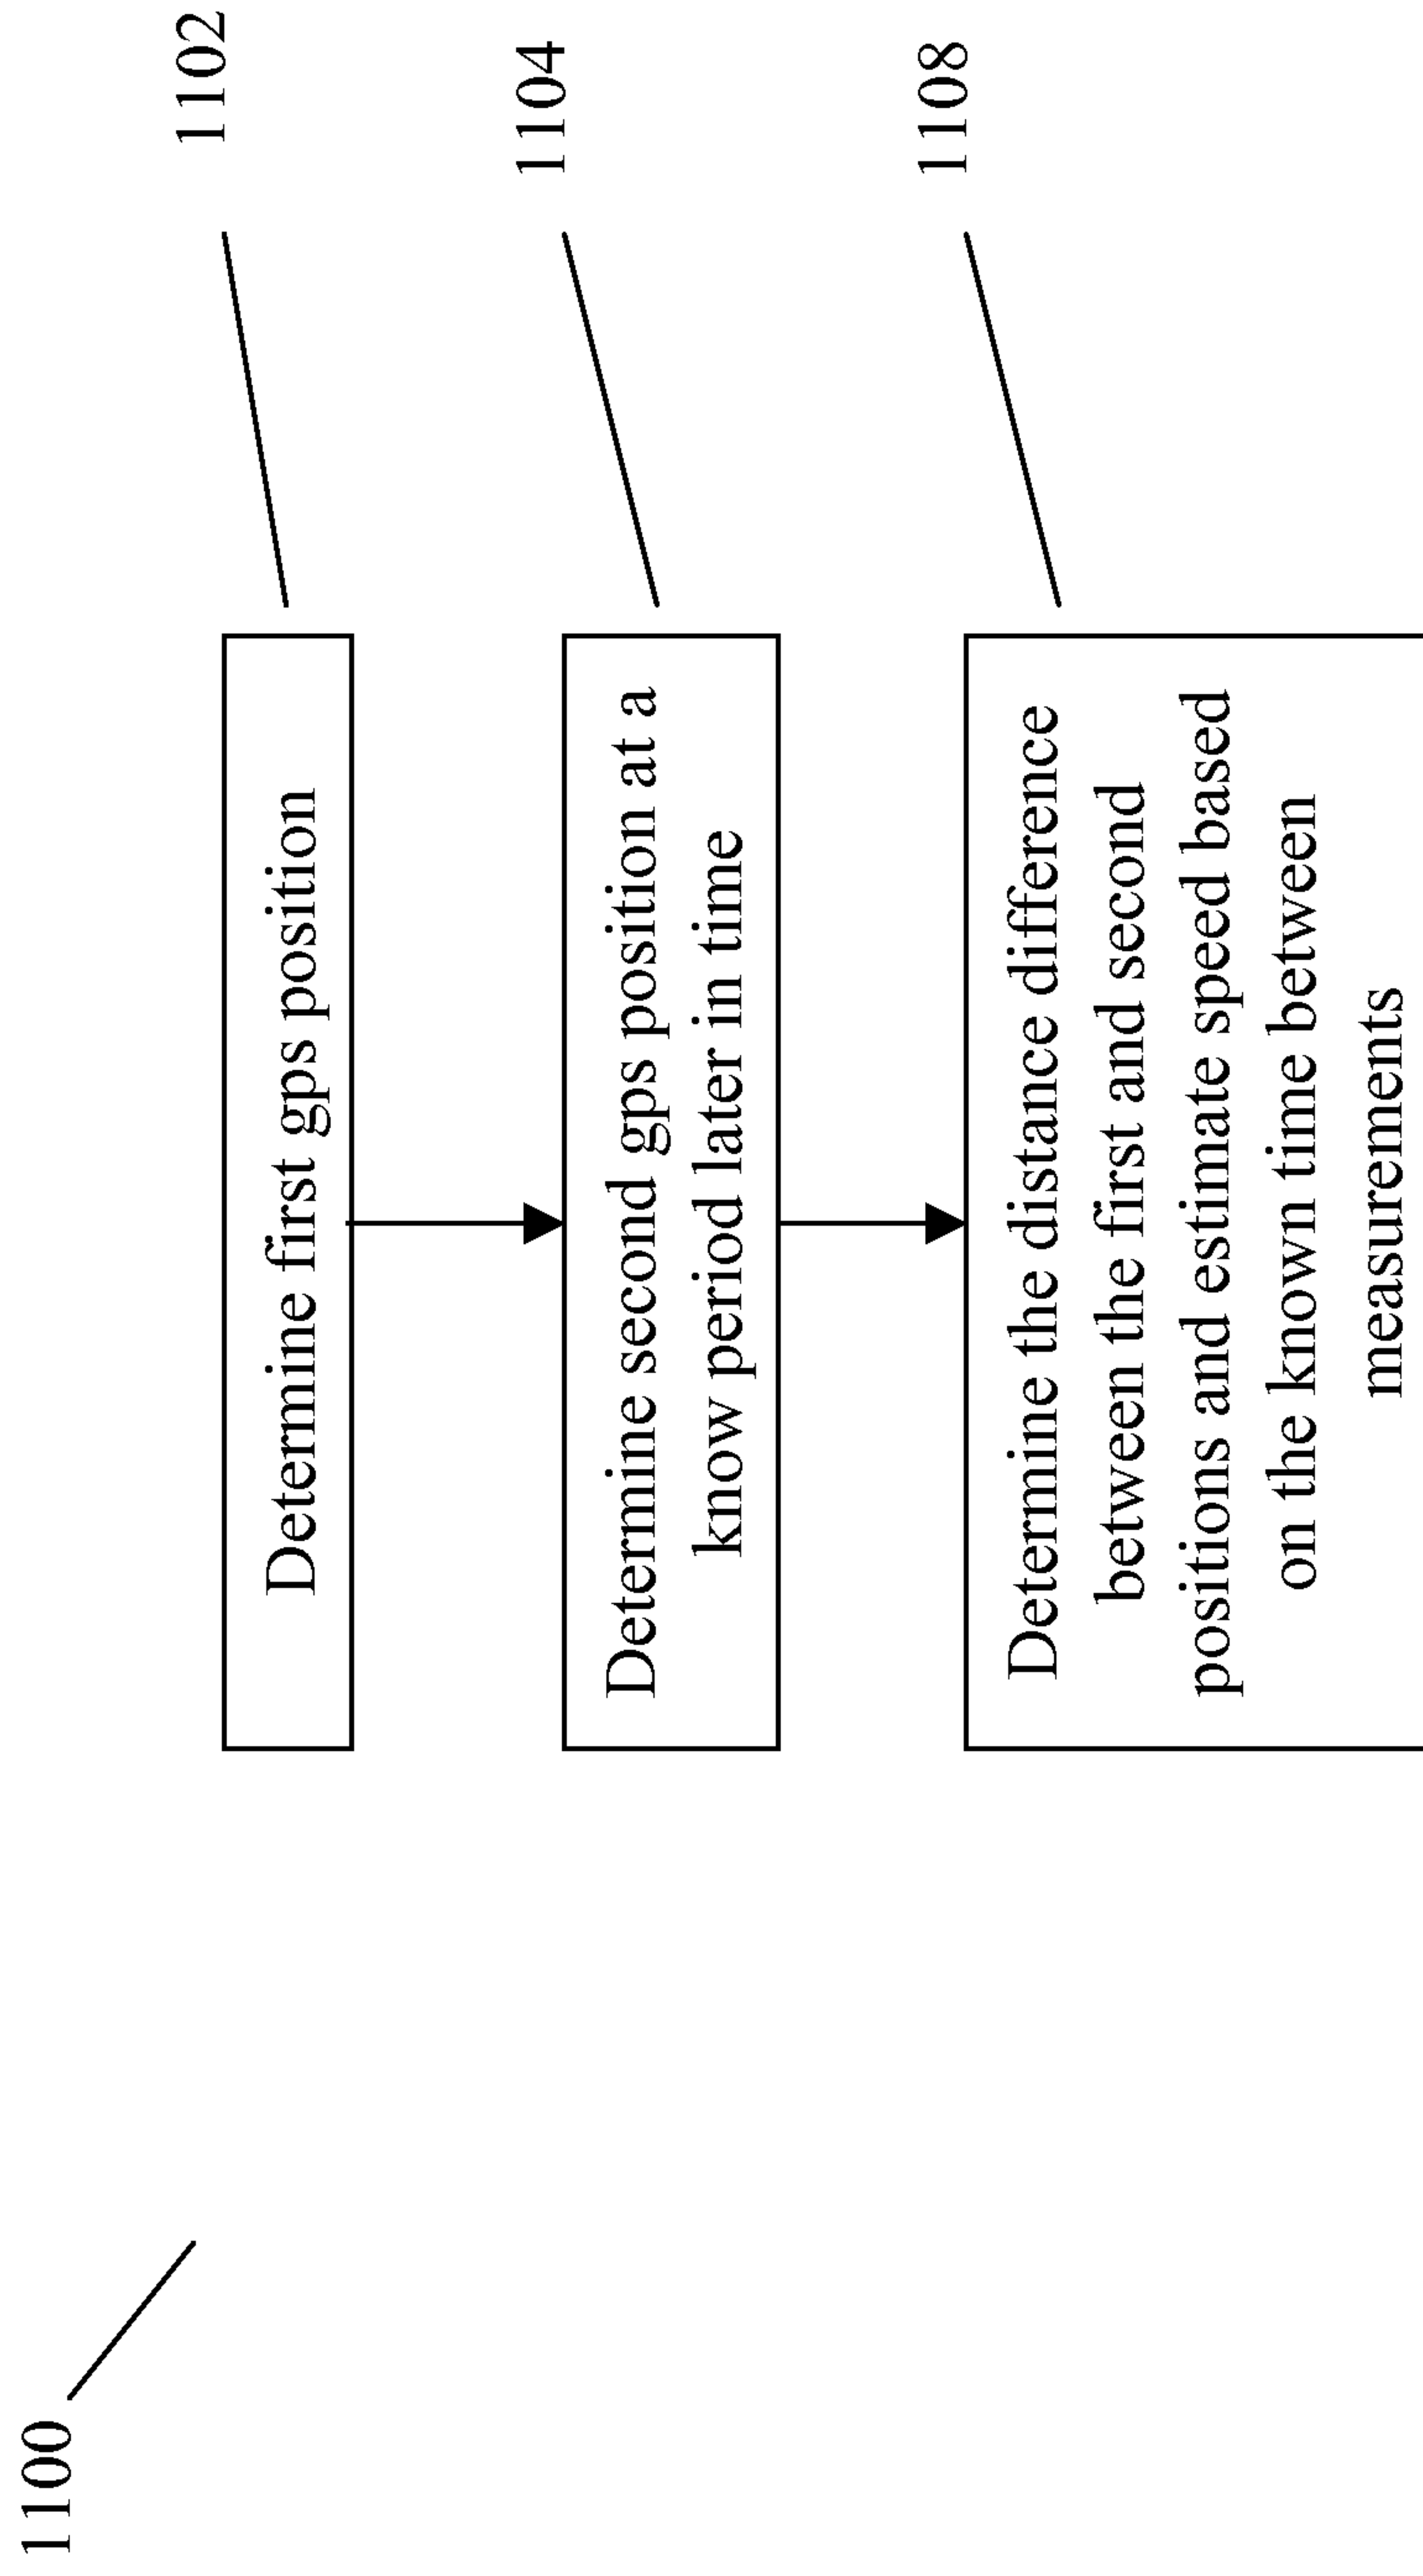 1100
1102
Determine first gps position
1104
Determine second gps position at a
know period later in time
1108
Determine the distance difference
between the first and second
positions and estimate speed based
on the known time between
measurements